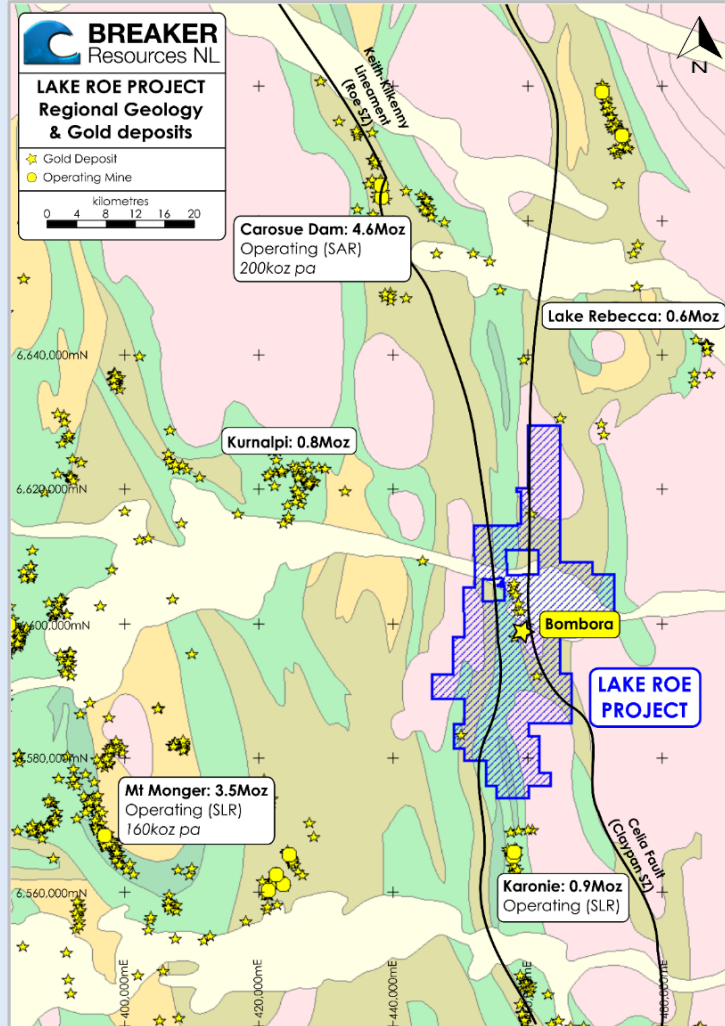 BREAKER
Resources NL
LAKE ROE PROJECT
Regional Geology
& Gold deposits
Gold Deposit
Operating Mine
kilometres
0 4 8 12 16 20
N
Keith-Kilkenny
Lineament
(Roe SZ)
Carosue Dam: 4.6Moz
Operating (SAR)
200koz pa
Lake Rebecca: 0.6Moz
6,640,000mN
Kurnalpi: 0.8Moz
6,620,000mN
6,600,000mN
Bombora
LAKE ROE
PROJECT
6,580,000mN
Mt Monger: 3.5Moz
Operating (SLR)
160koz pa
Celia Fault
(Claypan SZ)
Karonie: 0.9Moz
Operating (SLR)
6,560,000mN
400,000mE
420,000mE
440,000mE
480,000mE